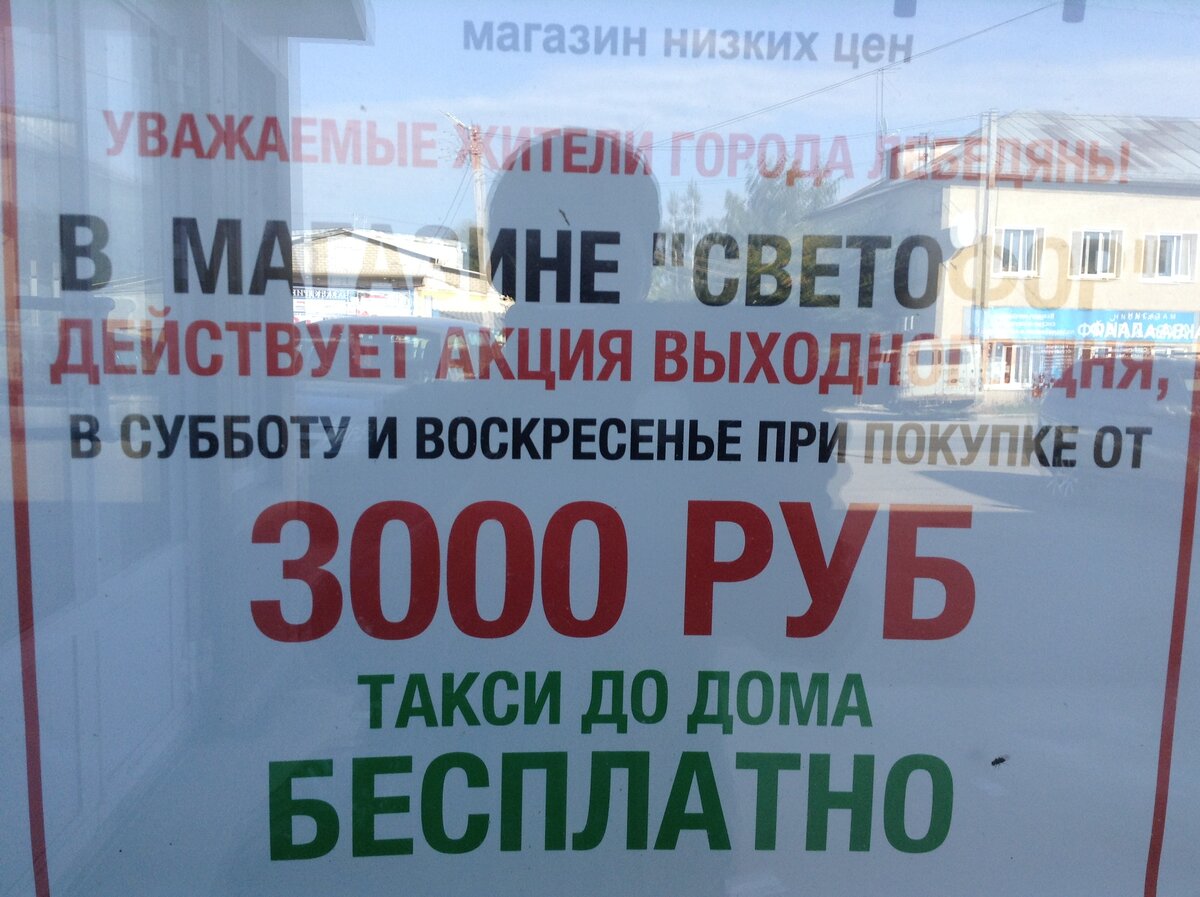 магазин низких цен
УВАЖАЕМЫЕ ЖИТЕЛИ ГОРОДА ЛЕБЕДЯНЬ!
В МАГАЗИНЕ "СВЕТОФОР"
ДЕЙСТВУЕТ АКЦИЯ ВЫХОДНОГО ДНЯ,
В СУББОТУ И ВОСКРЕСЕНЬЕ ПРИ ПОКУПКЕ ОТ
3000 РУБ
ТАКСИ ДО ДОМА
БЕСПЛАТНО